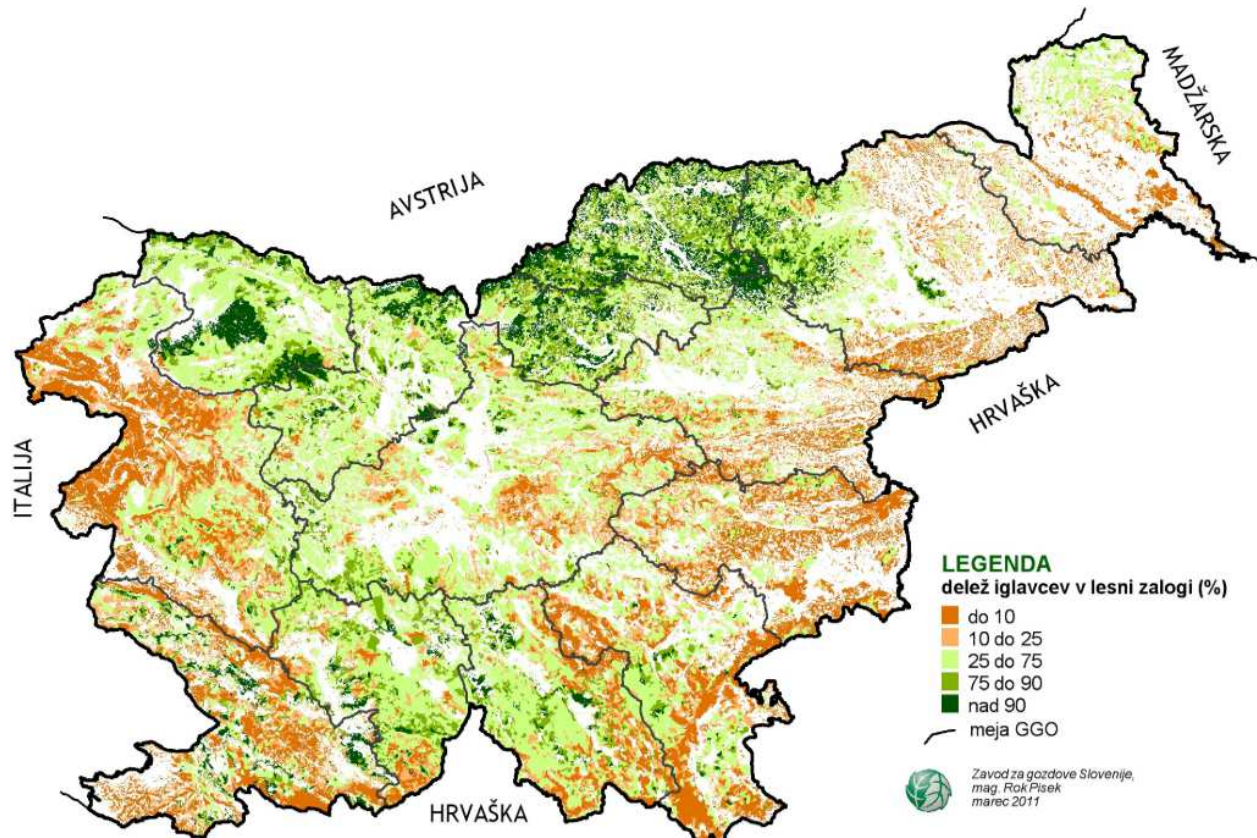 MADŽARSKA
AVSTRIJA
HRVAŠKA
ITALIJA
LEGENDA
delež iglavcev v lesni zalogi (%)
do 10
10 do 25
25 do 75
75 do 90
nad 90
meja GGO
Zavod za gozdove Slovenije,
mag. Rok Pisek
marec 2011
HRVAŠKA